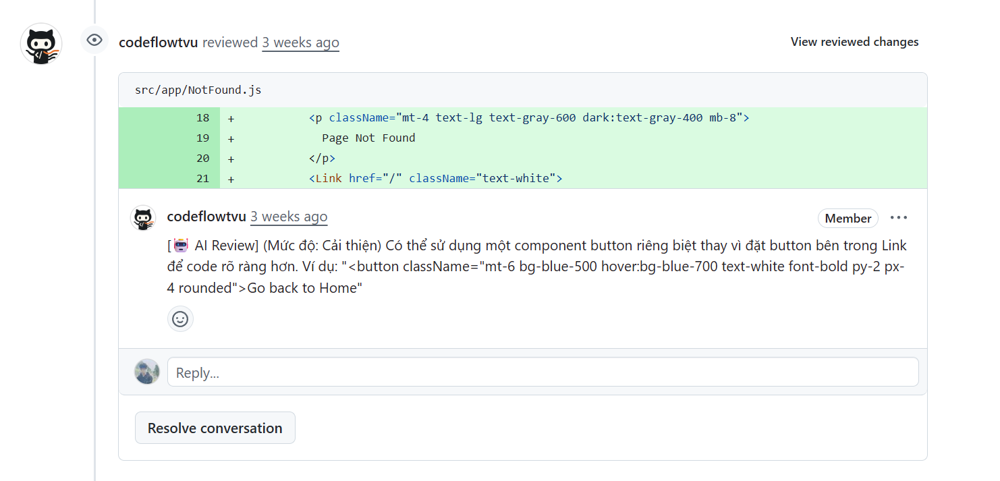 codeflowtvu reviewed 3 weeks ago
View reviewed changes
src/app/NotFound.js
18 + <p className="mt-4 text-lg text-gray-600 dark:text-gray-400 mb-8">
19 + Page Not Found
20 + </p>
21 + <Link href="/" className="text-white">
codeflowtvu 3 weeks ago
Member
[🤖 AI Review] (Mức độ: Cải thiện) Có thể sử dụng một component button riêng biệt thay vì đặt button bên trong Link
để code rõ ràng hơn. Ví dụ: "<button className="mt-6 bg-blue-500 hover:bg-blue-700 text-white font-bold py-2 px-
4 rounded">Go back to Home"
Reply...
Resolve conversation